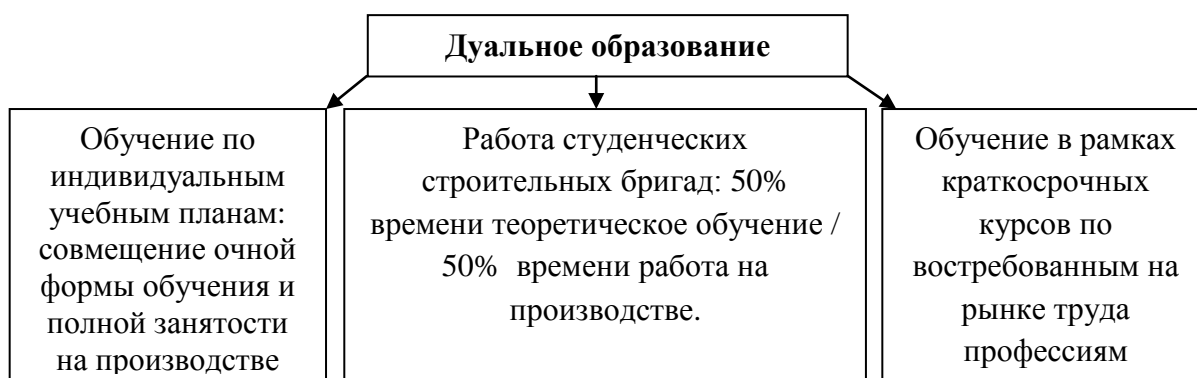 Дуальное образование
Обучение по
индивидуальным
учебным планам:
совмещение очной
формы обучения и
полной занятости
на производстве
Работа студенческих
строительных бригад: 50%
времени теоретическое обучение /
50% времени работа на
производстве.
Обучение в рамках
краткосрочных
курсов по
востребованным на
рынке труда
профессиям